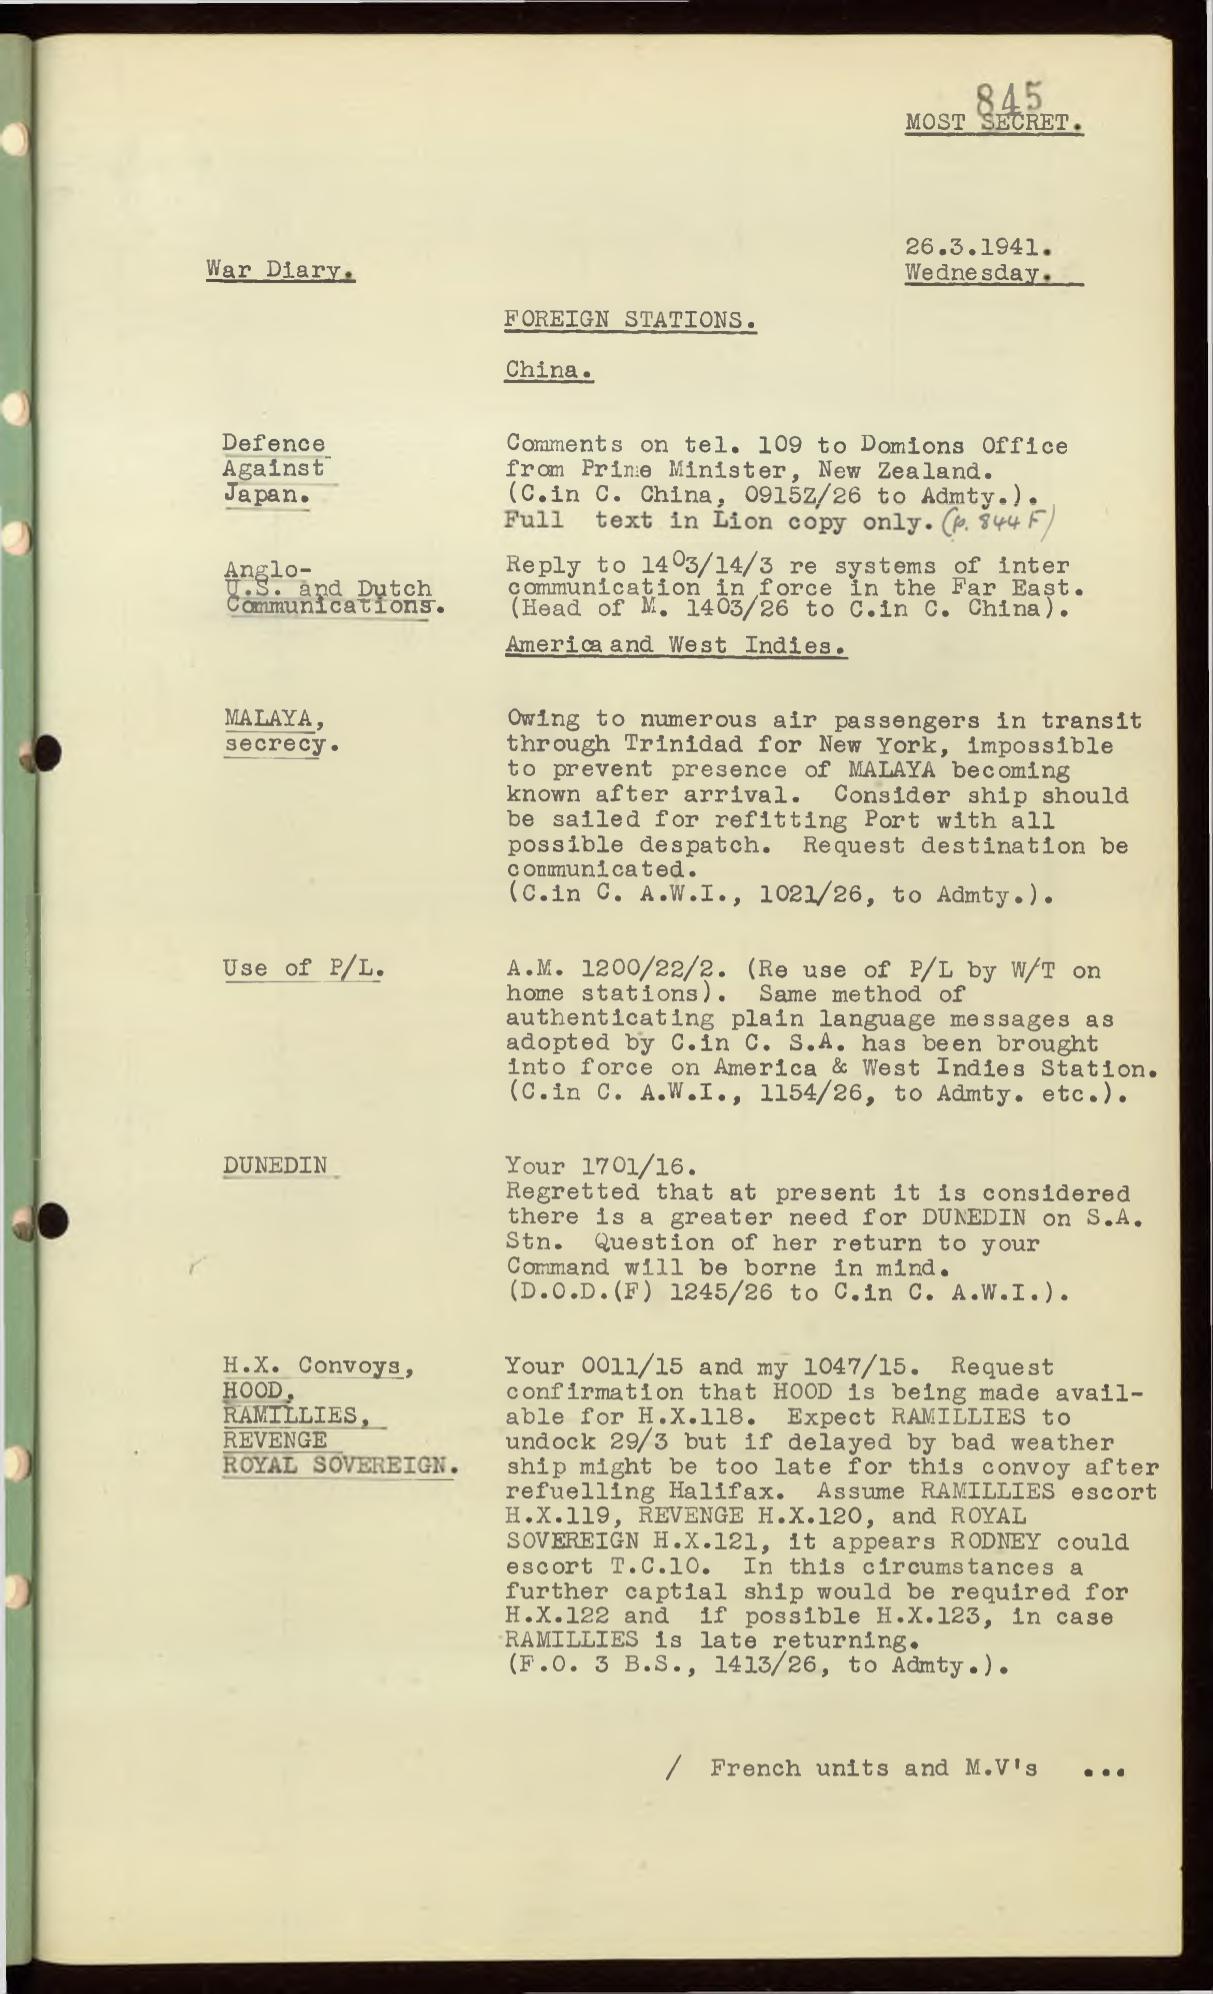 845
MOST SECRET.
26.3.1941.
War Diary.
Wednesday.
FOREIGN STATIONS.
China.
Defence
Against
Japan.
Comments on tel. 109 to Domions Office
from Prime Minister, New Zealand.
(C.in C. China, 0915Z/26 to Admty.).
Full text in Lion copy only. (p. 844 F)
Anglo-
U.S. and Dutch
Communications.
Reply to 1403/14/3 re systems of inter
communication in force in the Far East.
(Head of M. 1403/26 to C.in C. China).
America and West Indies.
MALAYA,
secrecy.
Owing to numerous air passengers in transit
through Trinidad for New York, impossible
to prevent presence of MALAYA becoming
known after arrival. Consider ship should
be sailed for refitting Port with all
possible despatch. Request destination be
communicated.
(C.in C. A.W.I., 1021/26, to Admty.).
Use of P/L.
A.M. 1200/22/2. (Re use of P/L by W/T on
home stations). Same method of
authenticating plain language messages as
adopted by C.in C. S.A. has been brought
into force on America & West Indies Station.
(C.in C. A.W.I., 1154/26, to Admty. etc.).
DUNEDIN
Your 1701/16.
Regretted that at present it is considered
there is a greater need for DUNEDIN on S.A.
Stn. Question of her return to your
Command will be borne in mind.
(D.O.D.(F) 1245/26 to C.in C. A.W.I.).
H.X. Convoys,
HOOD,
RAMILLIES,
REVENGE
ROYAL SOVEREIGN.
Your 0011/15 and my 1047/15. Request
confirmation that HOOD is being made avail-
able for H.X.118. Expect RAMILLIES to
undock 29/3 but if delayed by bad weather
ship might be too late for this convoy after
refuelling Halifax. Assume RAMILLIES escort
H.X.119, REVENGE H.X.120, and ROYAL
SOVEREIGN H.X.121, it appears RODNEY could
escort T.C.10. In this circumstances a
further captial ship would be required for
H.X.122 and if possible H.X.123, in case
RAMILLIES is late returning.
(F.O. 3 B.S., 1413/26, to Admty.).
/ French units and M.V's ...